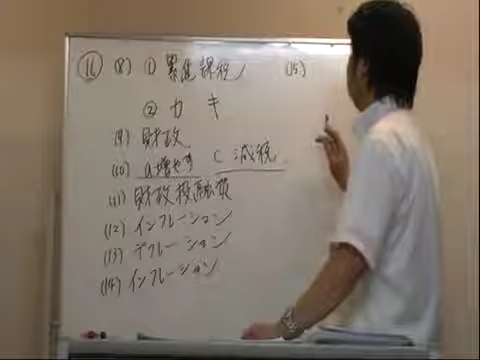 ⑯ (8) ① 累進課税 (15)
② カ キ
(9) 財政
(10) a 増やす c 減税
(11) 財政投融資
(12) インフレーション
(13) デフレーション
(14) インフレーション